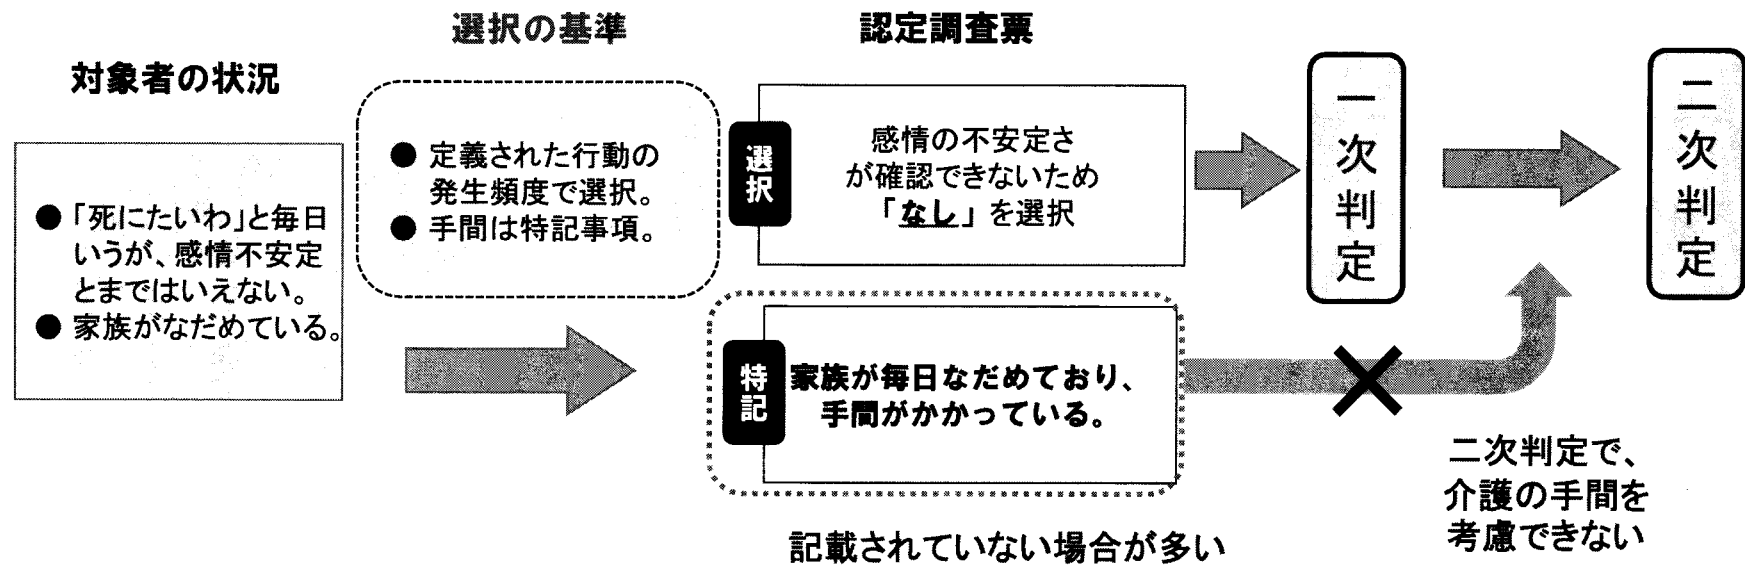 選択の基準
認定調査票
対象者の状況
●「死にたいわ」と毎日
いうが、感情不安定
とまではいえない。
● 家族がなだめている。
● 定義された行動の
発生頻度で選択。
● 手間は特記事項。
選択
感情の不安定さ
が確認できないため
「なし」を選択
特記
家族が毎日なだめており、
手間がかかっている。
記載されていない場合が多い
一次判定
二次判定
二次判定で、
介護の手間を
考慮できない